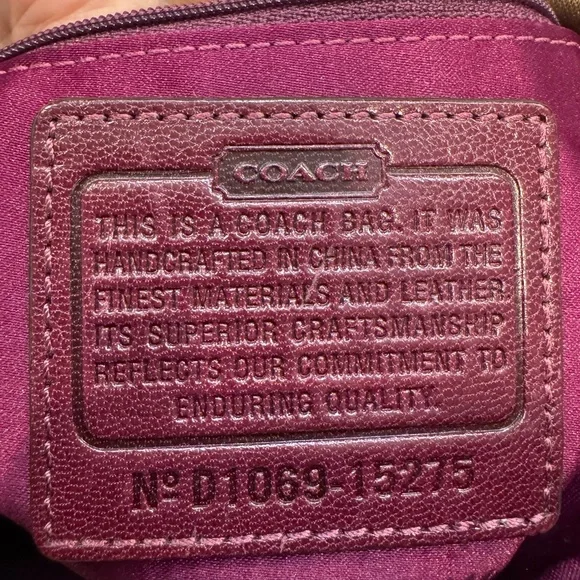 COACH
THIS IS A COACH BAG. IT WAS
HANDCRAFTED IN CHINA FROM THE
FINEST MATERIALS AND LEATHER.
ITS SUPERIOR CRAFTSMANSHIP
REFLECTS OUR COMMITMENT TO
ENDURING QUALITY.
Nº D1069-15275